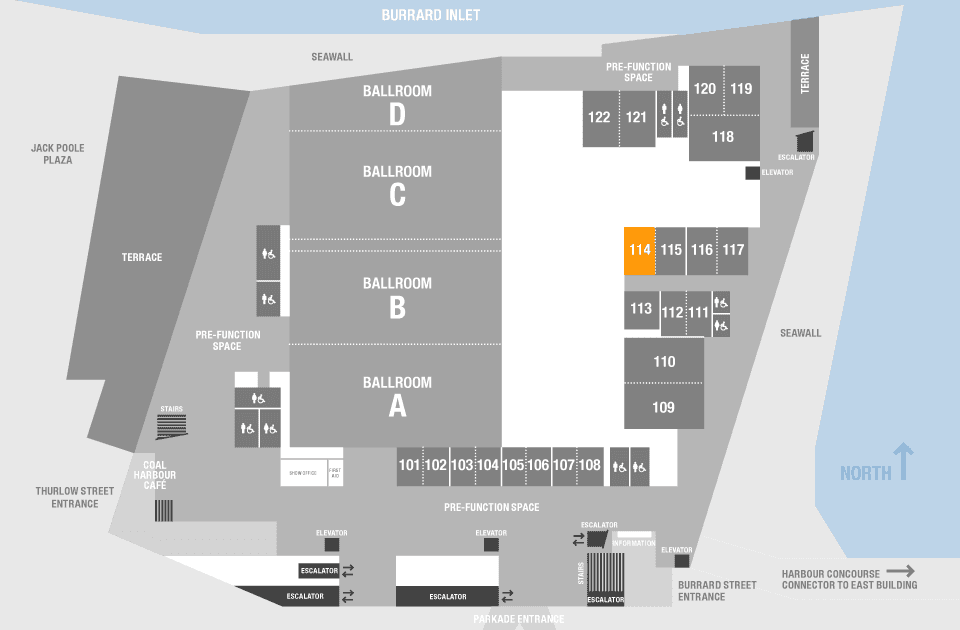 BURRARD INLET
SEAWALL
PRE-FUNCTION
SPACE
TERRACE
BALLROOM
D
120 119
122 121
118
JACK POOLE
PLAZA
ESCALATOR
ELEVATOR
BALLROOM
C
TERRACE
114 115 116 117
BALLROOM
B
113 112 111
PRE-FUNCTION
SPACE
SEAWALL
110
BALLROOM
A
109
STAIRS
COAL
HARBOUR
CAFÉ
SHOW OFFICE
FIRST
AID
101 102 103 104 105 106 107 108
NORTH
THURLOW STREET
ENTRANCE
PRE-FUNCTION SPACE
ELEVATOR
ELEVATOR
ESCALATOR
INFORMATION
ELEVATOR
STAIRS
ESCALATOR
ESCALATOR
ESCALATOR
ESCALATOR
BURRARD STREET
ENTRANCE
HARBOUR CONCOURSE
CONNECTOR TO EAST BUILDING
PARKADE ENTRANCE